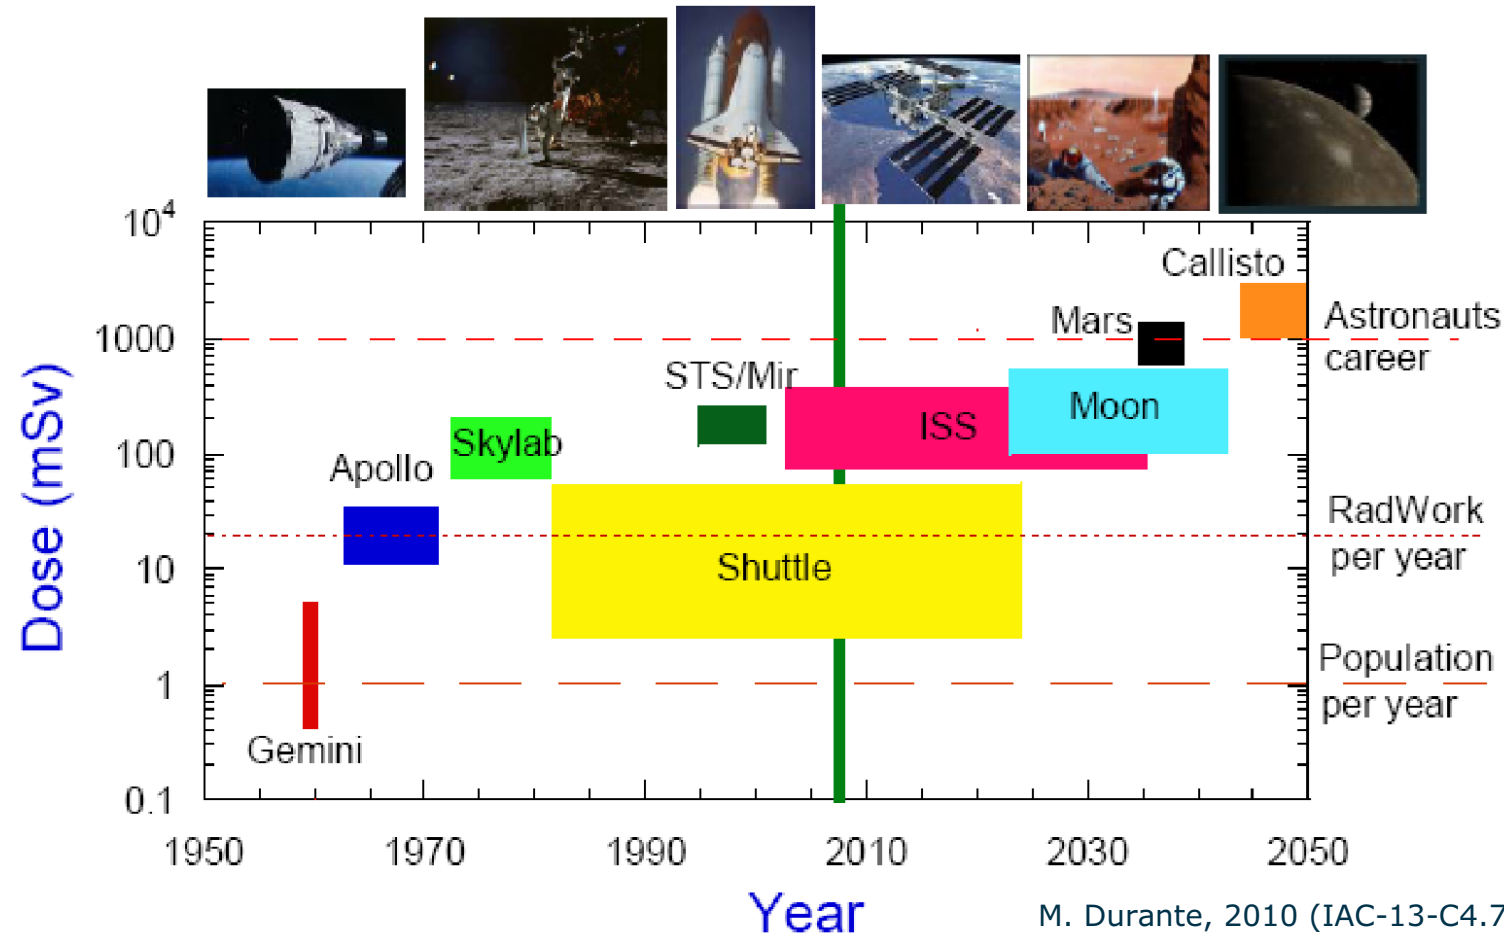 10⁴
1000
100
10
1
0.1
Dose (mSv)
Callisto
Mars
STS/Mir
Moon
ISS
Skylab
Apollo
Shuttle
Gemini
Astronauts
career
RadWork
per year
Population
per year
1950 1970 1990 2010 2030 2050
Year
M. Durante, 2010 (IAC-13-C4.7